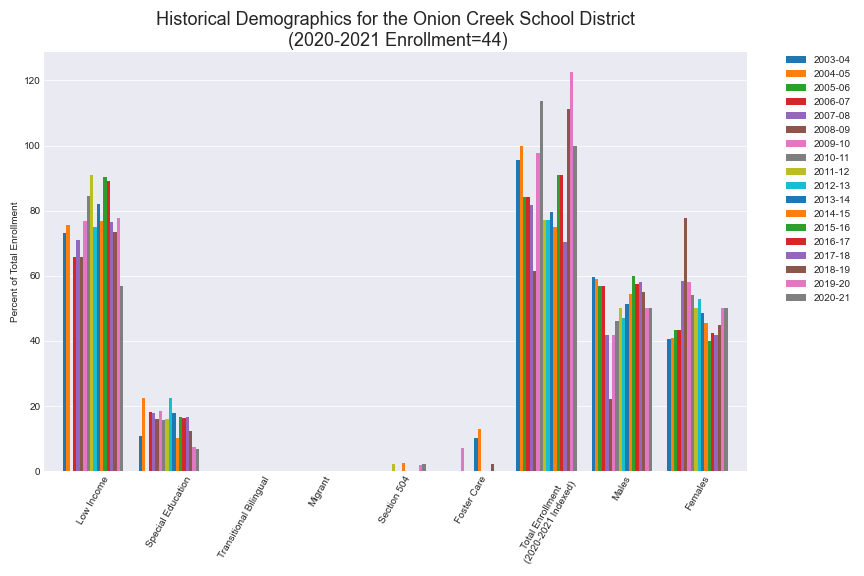 Historical Demographics for the Onion Creek School District
(2020-2021 Enrollment=44)
Percent of Total Enrollment
120
100
80
60
40
20
0
Low Income
Special Education
Transitional Bilingual
Migrant
Section 504
Foster Care
Total Enrollment
(2020-2021 Indexed)
Males
Females
2003-04
2004-05
2005-06
2006-07
2007-08
2008-09
2009-10
2010-11
2011-12
2012-13
2013-14
2014-15
2015-16
2016-17
2017-18
2018-19
2019-20
2020-21